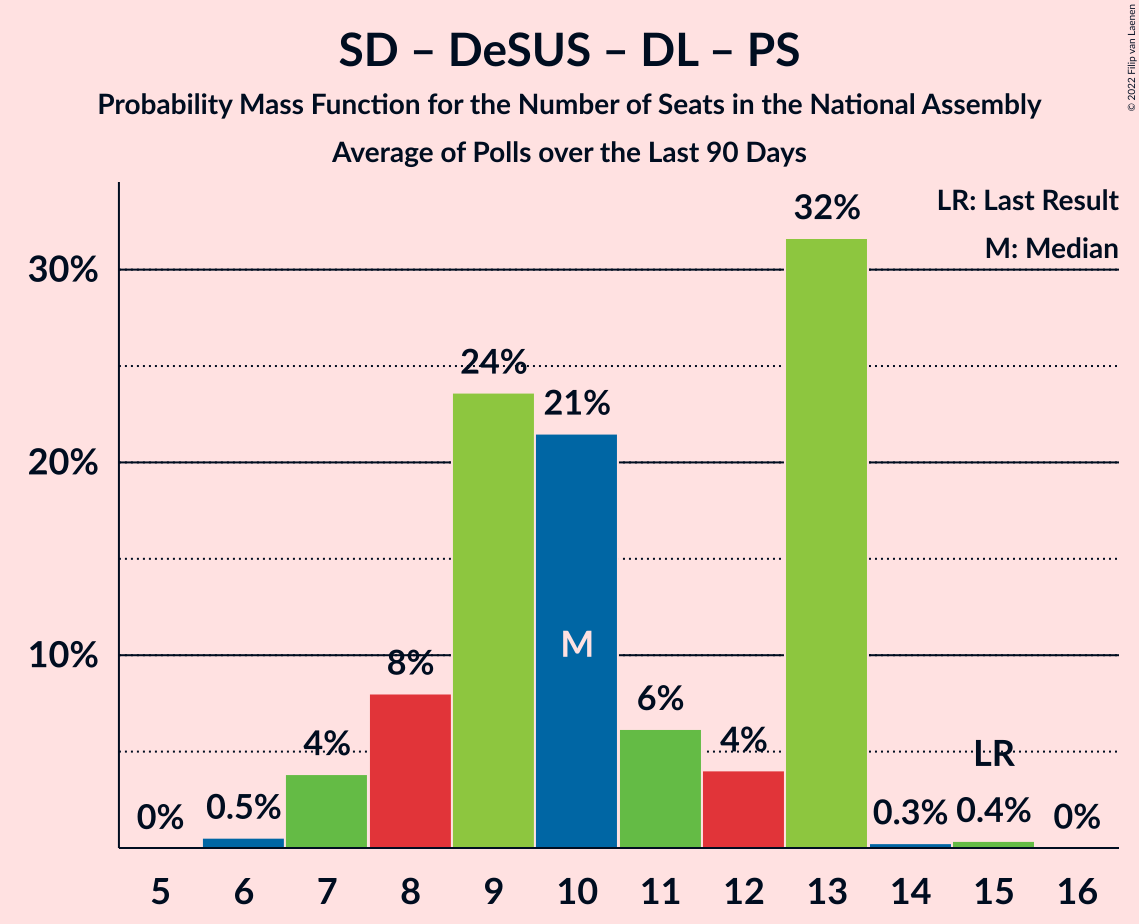 SD – DeSUS – DL – PS
Probability Mass Function for the Number of Seats in the National Assembly
Average of Polls over the Last 90 Days
© 2022 Filip van Laenen
LR: Last Result
M: Median
30%
20%
10%
0%
0.5%
4%
8%
24%
21%
M
6%
4%
32%
0.3%
LR
0.4%
0%
5 6 7 8 9 10 11 12 13 14 15 16